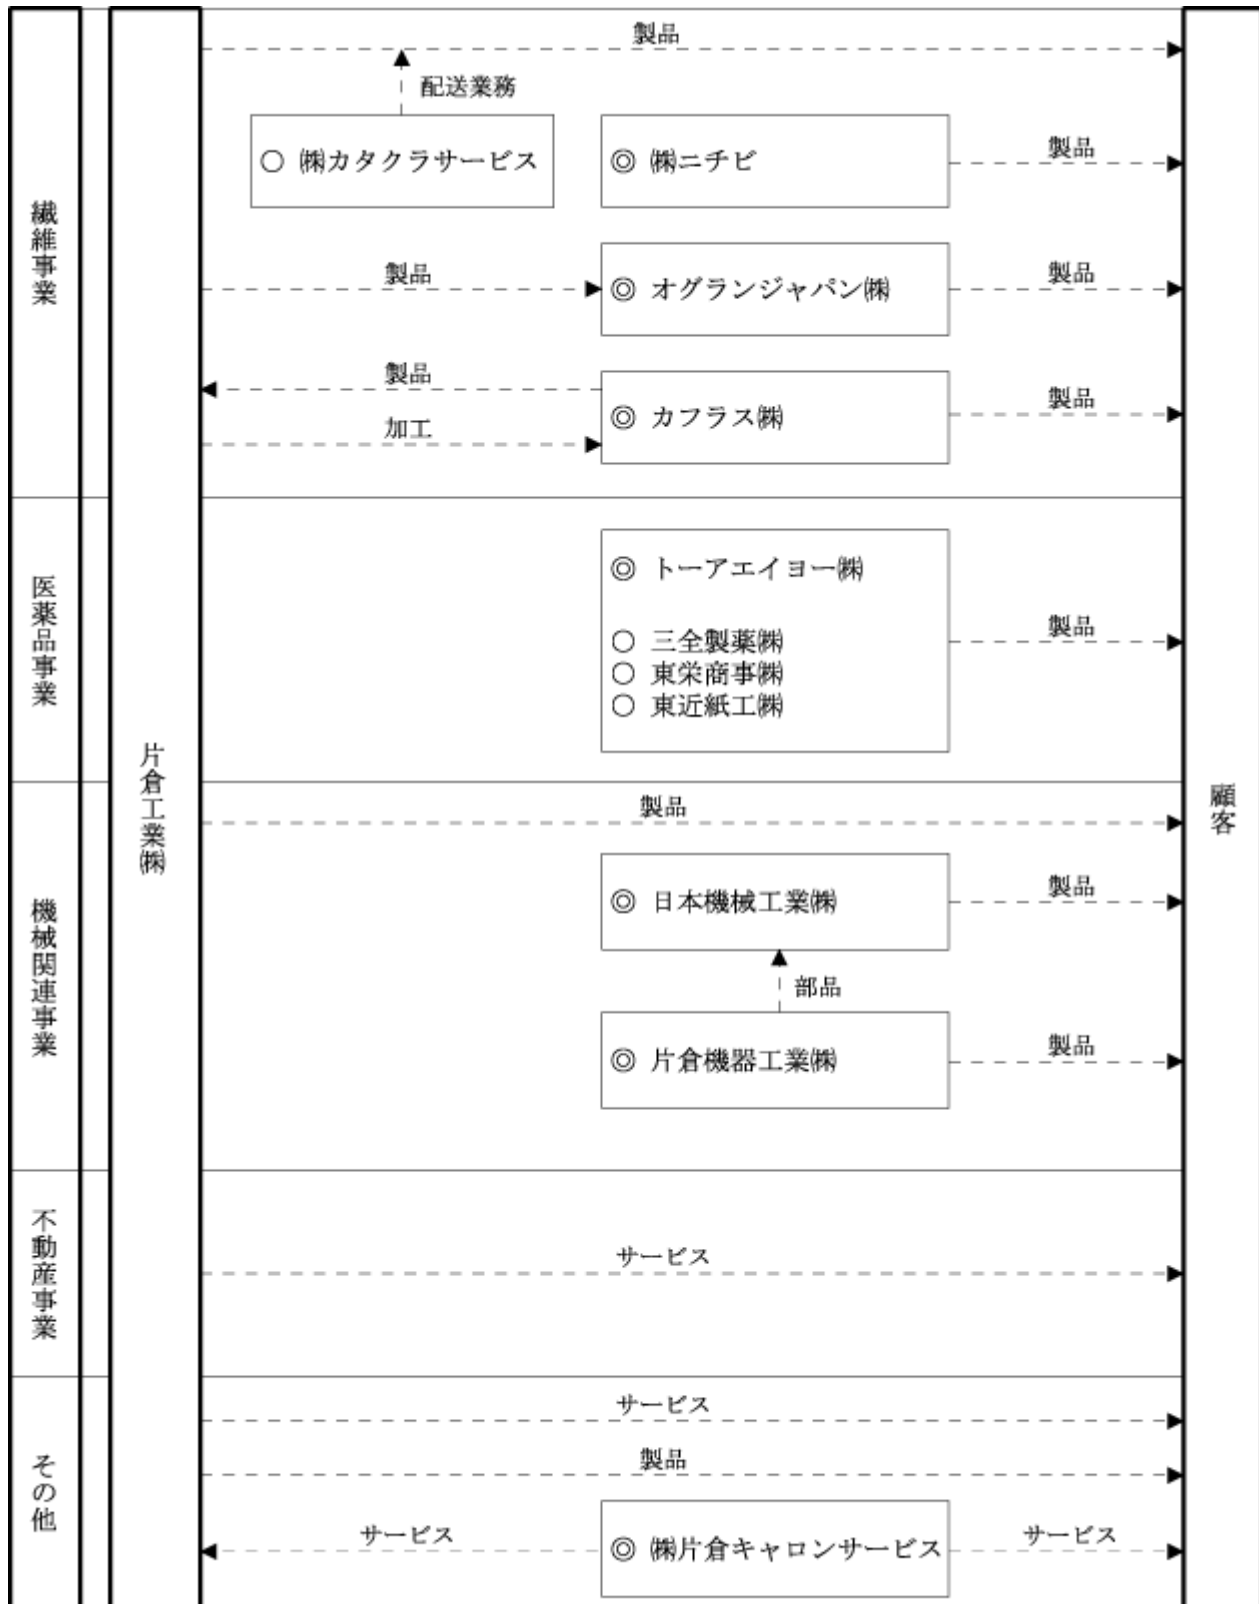 繊維事業
片倉工業㈱
顧客
製品
配送業務
○ ㈱カタクラサービス
◎ ㈱ニチビ
製品
製品
◎ オグランジャパン㈱
製品
製品
加工
◎ カフラス㈱
製品
医薬品事業
◎ トーアエイヨー㈱
○ 三全製薬㈱
○ 東栄商事㈱
○ 東近紙工㈱
製品
機械関連事業
製品
◎ 日本機械工業㈱
製品
部品
◎ 片倉機器工業㈱
製品
不動産事業
サービス
その他
サービス
製品
サービス
◎ ㈱片倉キャロンサービス
サービス